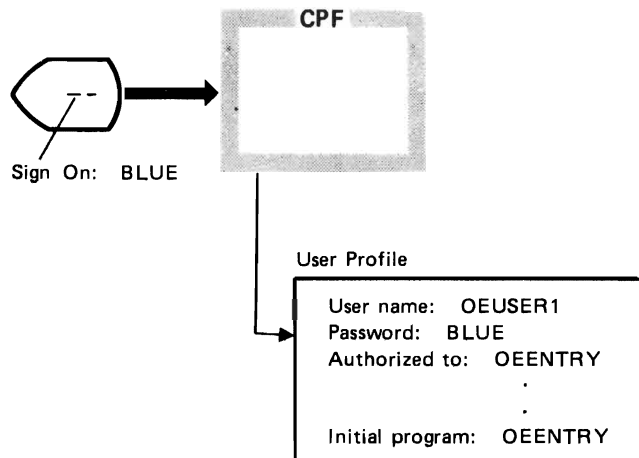 CPF
Sign On: BLUE
User Profile
User name: OEUSER1
Password: BLUE
Authorized to: OEENTRY
.
.
Initial program: OEENTRY